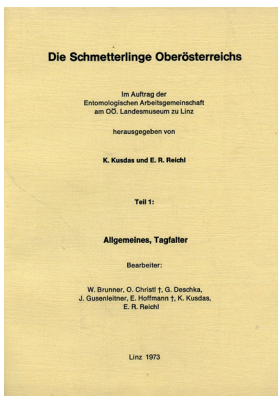 Die Schmetterlinge Oberösterreichs
Im Auftrag der
Entomologischen Arbeitsgemeinschaft
am OÖ. Landesmuseum zu Linz
herausgegeben von
K. Kusdas und E. R. Reichl
Teil 1:
Allgemeines, Tagfalter
Bearbeiter:
W. Brunner, O. Christl †, G. Deschka,
J. Gusenleitner, E. Hoffmann †, K. Kusdas,
E. R. Reichl
Linz 1973